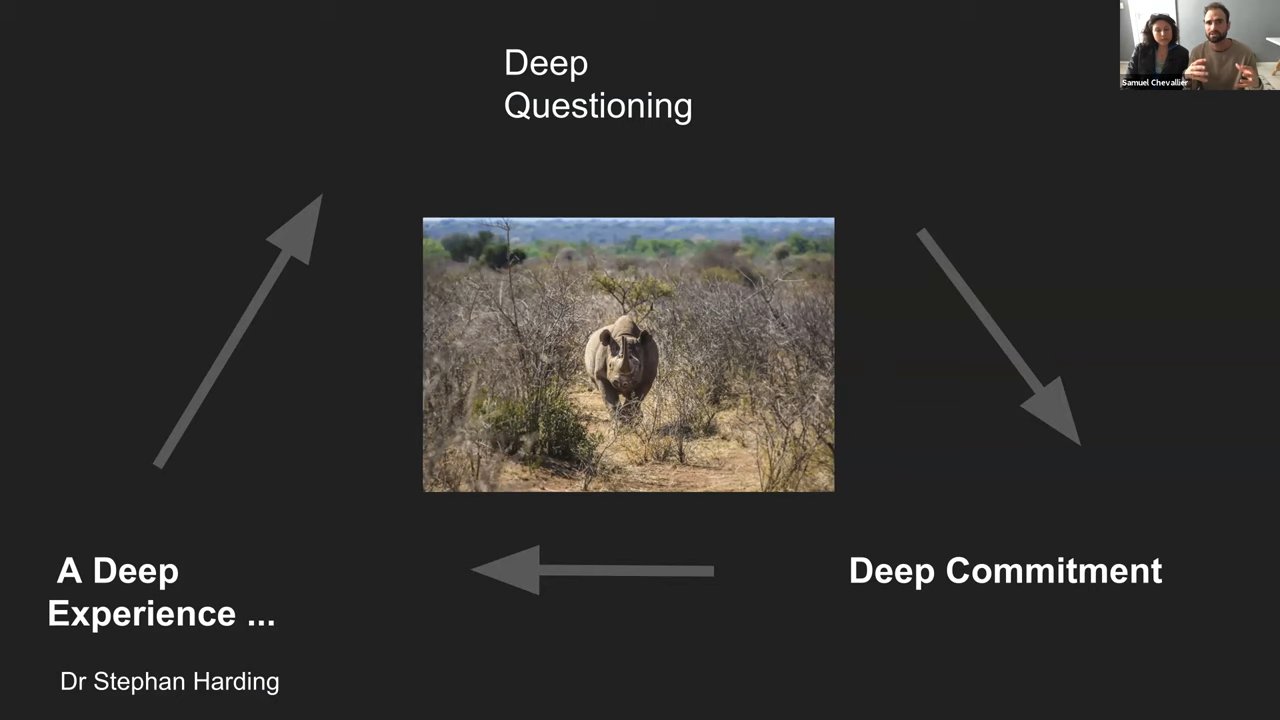 Samuel Chevallier
Deep
Questioning
A Deep
Experience ...
Deep Commitment
Dr Stephan Harding